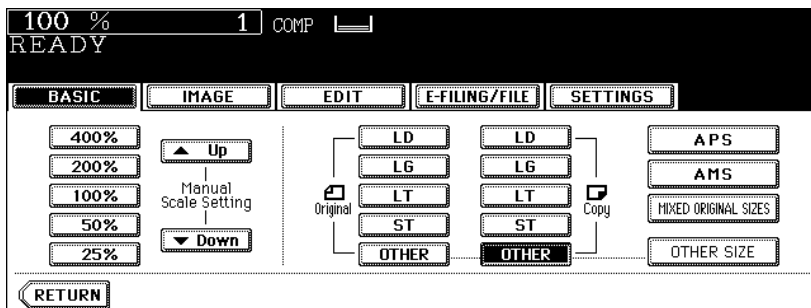 100 % 1 COMP
READY
BASIC IMAGE EDIT E-FILING/FILE SETTINGS
400% Up LD LD APS
200% LG LG AMS
100% Manual Scale Setting Original LT LT Copy MIXED ORIGINAL SIZES
50% ST ST
25% Down OTHER OTHER OTHER SIZE
RETURN